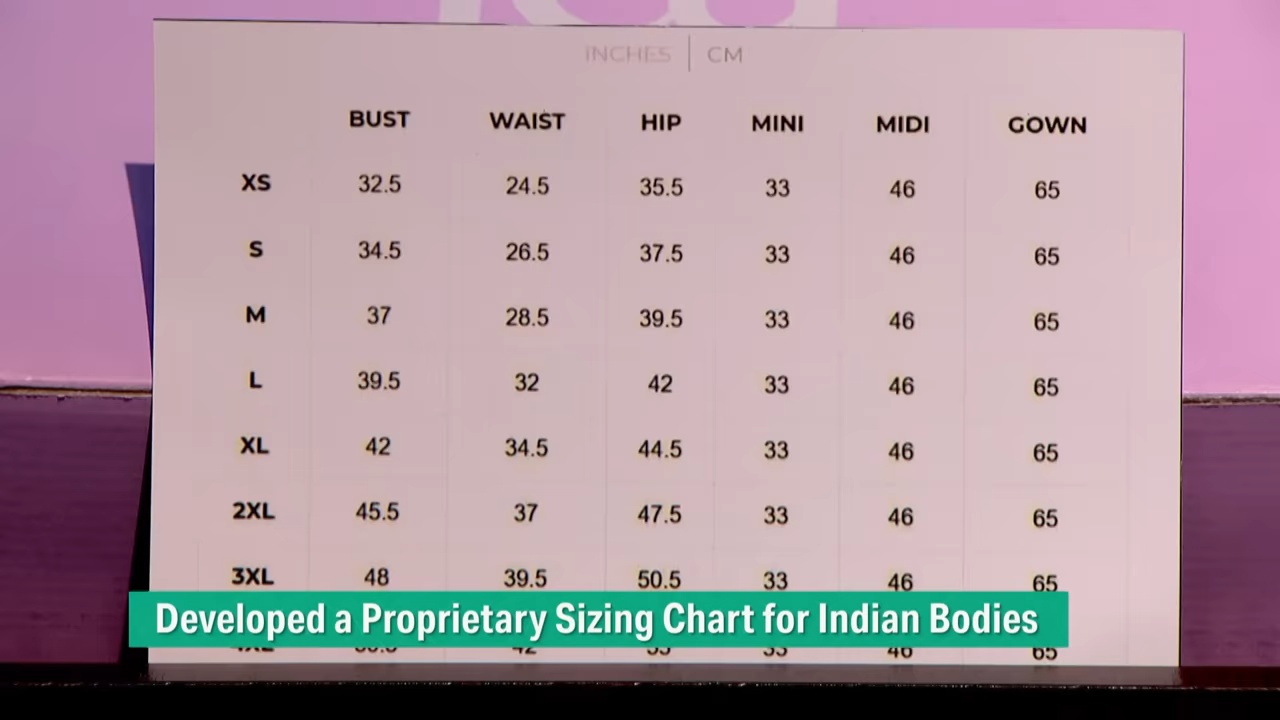 INCHES | CM
BUST WAIST HIP MINI MIDI GOWN
XS 32.5 24.5 35.5 33 46 65
S 34.5 26.5 37.5 33 46 65
M 37 28.5 39.5 33 46 65
L 39.5 32 42 33 46 65
XL 42 34.5 44.5 33 46 65
2XL 45.5 37 47.5 33 46 65
3XL 48 39.5 50.5 33 46 65
Developed a Proprietary Sizing Chart for Indian Bodies
42 33 46 65